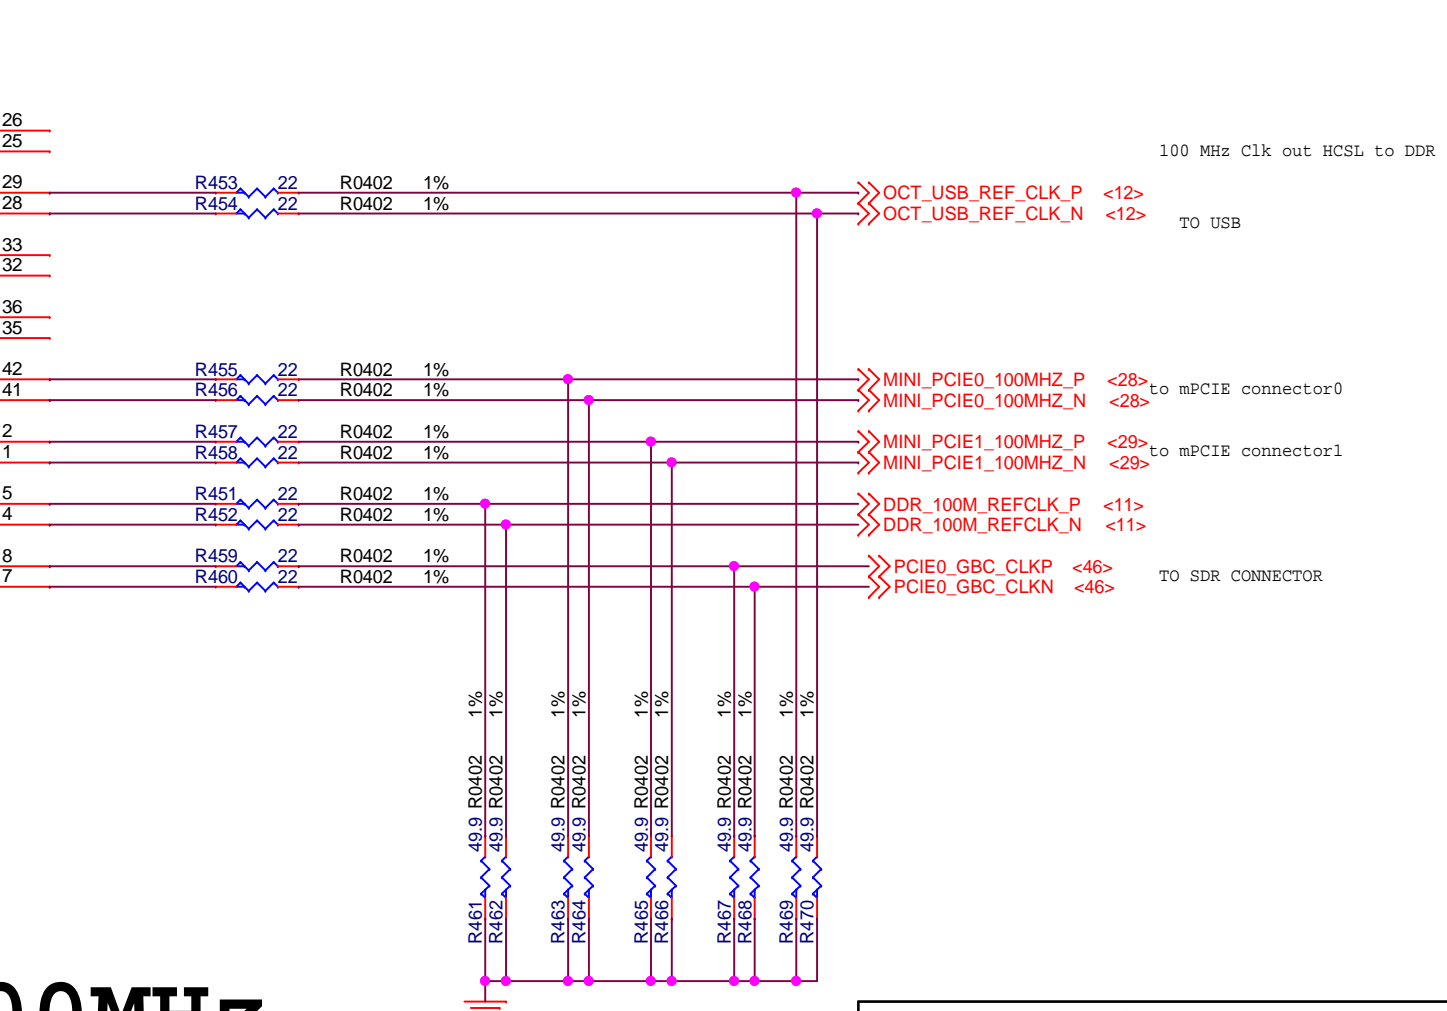 26
25
100 MHz Clk out HCSL to DDR
29 R453 22 R0402 1% OCT_USB_REF_CLK_P <12>
28 R454 22 R0402 1% OCT_USB_REF_CLK_N <12>
TO USB
33
32
36
35
42 R455 22 R0402 1% MINI_PCIE0_100MHZ_P <28>
to mPCIE connector0
41 R456 22 R0402 1% MINI_PCIE0_100MHZ_N <28>
2 R457 22 R0402 1% MINI_PCIE1_100MHZ_P <29>
to mPCIE connector1
1 R458 22 R0402 1% MINI_PCIE1_100MHZ_N <29>
5 R451 22 R0402 1% DDR_100M_REFCLK_P <11>
4 R452 22 R0402 1% DDR_100M_REFCLK_N <11>
8 R459 22 R0402 1% PCIE0_GBC_CLKP <46>
TO SDR CONNECTOR
7 R460 22 R0402 1% PCIE0_GBC_CLKN <46>
R461 49.9 R0402 1%
R462 49.9 R0402 1%
R463 49.9 R0402 1%
R464 49.9 R0402 1%
R465 49.9 R0402 1%
R466 49.9 R0402 1%
R467 49.9 R0402 1%
R468 49.9 R0402 1%
R469 49.9 R0402 1%
R470 49.9 R0402 1%
00MHz